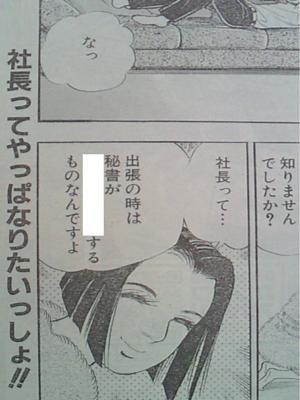 なっ
知りません
でしたか?
社長って…
出張の時は
秘書が
する
ものなんですよ
社長ってやっぱなりたいっしょ!!